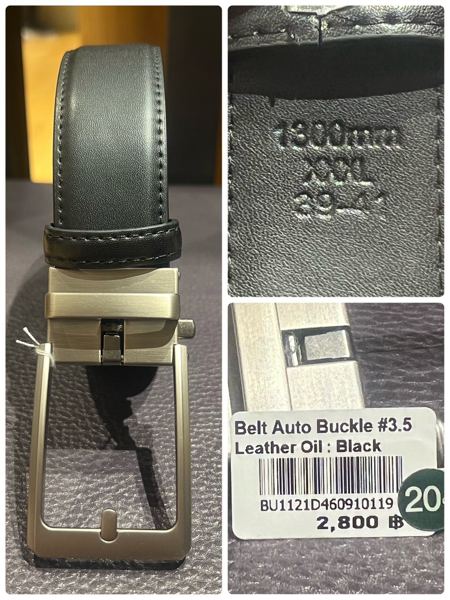 1300mm
XXXL
39-41
Belt Auto Buckle #3.5
Leather Oil : Black
BU1121D460910119
2,800 ฿
20